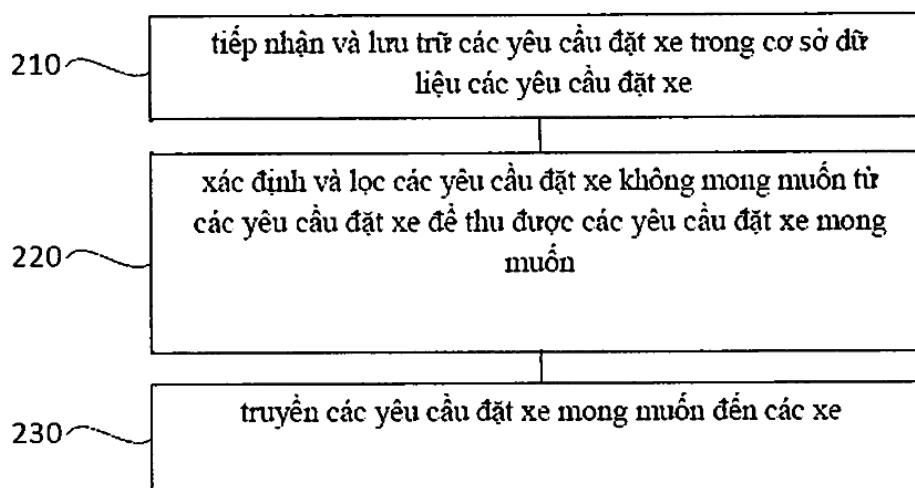 210
tiếp nhận và lưu trữ các yêu cầu đặt xe trong cơ sở dữ
liệu các yêu cầu đặt xe
220
xác định và lọc các yêu cầu đặt xe không mong muốn từ
các yêu cầu đặt xe để thu được các yêu cầu đặt xe mong
muốn
230
truyền các yêu cầu đặt xe mong muốn đến các xe